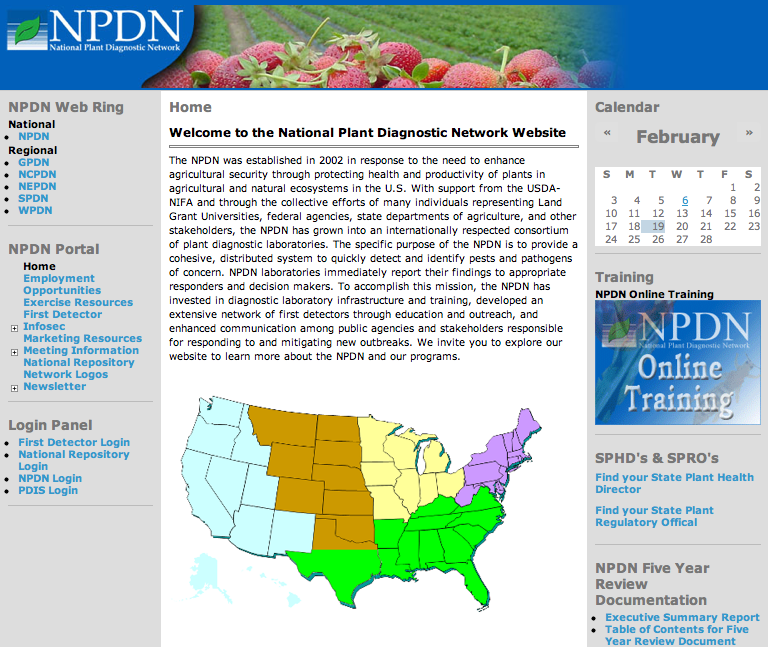 NPDN
National Plant Diagnostic Network
NPDN Web Ring
National
NPDN
Regional
GPDN
NCPDN
NEPDN
SPDN
WPDN
NPDN Portal
Home
Employment
Opportunities
Exercise Resources
First Detector
Infosec
Marketing Resources
Meeting Information
National Repository
Network Logos
Newsletter
Login Panel
First Detector Login
National Repository
Login
NPDN Login
PDIS Login
Home
Welcome to the National Plant Diagnostic Network Website
The NPDN was established in 2002 in response to the need to enhance
agricultural security through protecting health and productivity of plants in
agricultural and natural ecosystems in the U.S. With support from the USDA-
NIFA and through the collective efforts of many individuals representing Land
Grant Universities, federal agencies, state departments of agriculture, and other
stakeholders, the NPDN has grown into an internationally respected consortium
of plant diagnostic laboratories. The specific purpose of the NPDN is to provide a
cohesive, distributed system to quickly detect and identify pests and pathogens
of concern. NPDN laboratories immediately report their findings to appropriate
responders and decision makers. To accomplish this mission, the NPDN has
invested in diagnostic laboratory infrastructure and training, developed an
extensive network of first detectors through education and outreach, and
enhanced communication among public agencies and stakeholders responsible
for responding to and mitigating new outbreaks. We invite you to explore our
website to learn more about the NPDN and our programs.
Calendar
« February »
S M T W T F S
1 2
3 4 5 6 7 8 9
10 11 12 13 14 15 16
17 18 19 20 21 22 23
24 25 26 27 28
Training
NPDN Online Training
NPDN
National Plant Diagnostic Network
Online
Training
SPHD's & SPRO's
Find your State Plant Health
Director
Find your State Plant
Regulatory Offical
NPDN Five Year
Review
Documentation
Executive Summary Report
Table of Contents for Five
Year Review Document